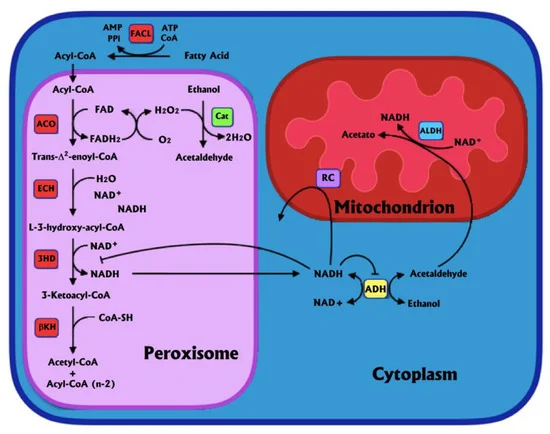 AMP
PPI
FACL
ATP
CoA
Acyl-CoA
Fatty Acid
Acyl-CoA
Ethanol
ACO
FAD
H2O2
Cat
FADH2
O2
2H2O
Trans-Δ²-enoyl-CoA
Acetaldehyde
ECH
H2O
NAD+
NADH
L-3-hydroxy-acyl-CoA
3HD
NAD+
NADH
3-Ketoacyl-CoA
βKH
CoA-SH
Acetyl-CoA
+
Acyl-CoA (n-2)
Peroxisome
NADH
Acetato
ALDH
NAD+
RC
Mitochondrion
NADH
Acetaldehyde
ADH
NAD+
Ethanol
Cytoplasm